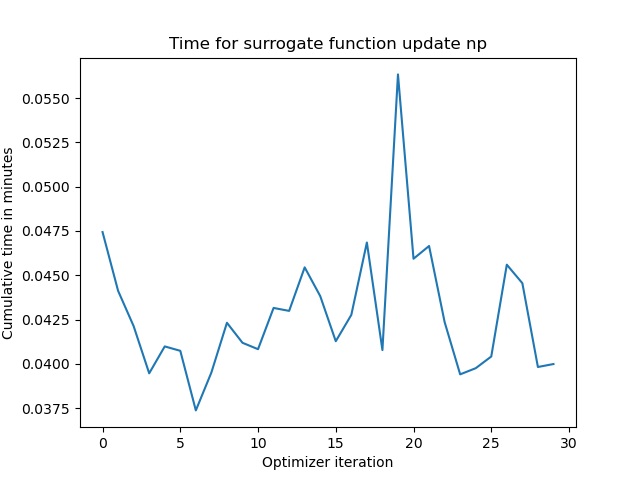 Time for surrogate function update np
Cumulative time in minutes
0.0550
0.0525
0.0500
0.0475
0.0450
0.0425
0.0400
0.0375
0 5 10 15 20 25 30
Optimizer iteration